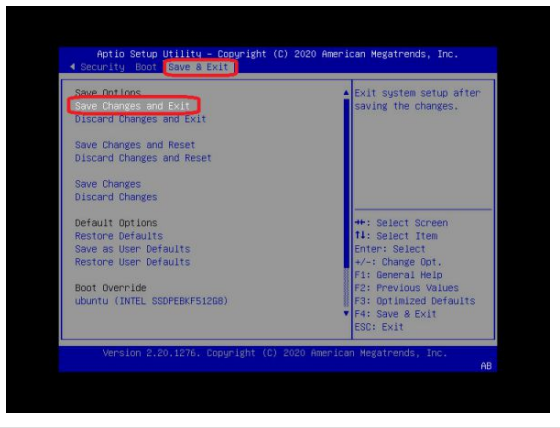 Aptio Setup Utility – Copyright (C) 2020 American Megatrends, Inc.
Security Boot Save & Exit
Save Options
Save Changes and Exit
Discard Changes and Exit
Save Changes and Reset
Discard Changes and Reset
Save Changes
Discard Changes
Default Options
Restore Defaults
Save as User Defaults
Restore User Defaults
Boot Override
ubuntu (INTEL SSDPEBKF512G8)
Exit system setup after
saving the changes.
→←: Select Screen
↑↓: Select Item
Enter: Select
+/-: Change Opt.
F1: General Help
F2: Previous Values
F3: Optimized Defaults
F4: Save & Exit
ESC: Exit
Version 2.20.1276. Copyright (C) 2020 American Megatrends, Inc.
AB